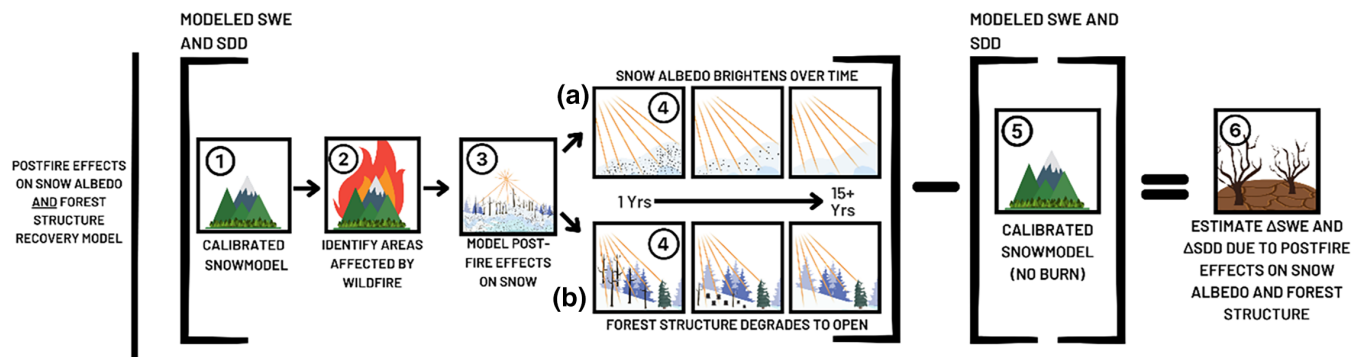 MODELED SWE
AND SDD
MODELED SWE AND
SDD
POSTFIRE EFFECTS
ON SNOW ALBEDO
AND FOREST
STRUCTURE
RECOVERY MODEL
1
CALIBRATED
SNOWMODEL
2
IDENTIFY AREAS
AFFECTED BY
WILDFIRE
3
MODEL POST-
FIRE EFFECTS
ON SNOW
SNOW ALBEDO BRIGHTENS OVER TIME
(a)
4
1 Yrs
15+
Yrs
4
(b)
FOREST STRUCTURE DEGRADES TO OPEN
5
CALIBRATED
SNOWMODEL
(NO BURN)
6
ESTIMATE ΔSWE AND
ΔSDD DUE TO POSTFIRE
EFFECTS ON SNOW
ALBEDO AND FOREST
STRUCTURE